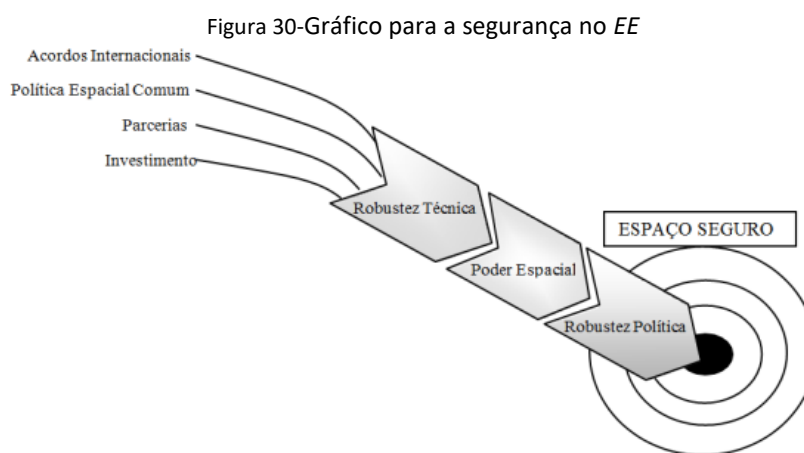 Figura 30-Gráfico para a segurança no EE
Acordos Internacionais
Política Espacial Comum
Parcerias
Investimento
Robustez Técnica
ESPAÇO SEGURO
Poder Espacial
Robustez Política